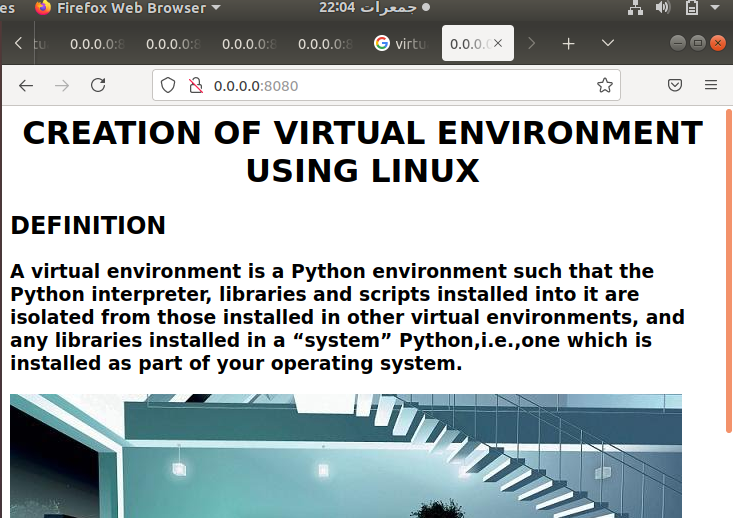 es Firefox Web Browser 22:04 جمعرات
0.0.0.0:8 0.0.0.0:8 0.0.0.0:8 0.0.0.0:8 virtu 0.0.0.0
0.0.0.0:8080
CREATION OF VIRTUAL ENVIRONMENT
USING LINUX
DEFINITION
A virtual environment is a Python environment such that the
Python interpreter, libraries and scripts installed into it are
isolated from those installed in other virtual environments, and
any libraries installed in a “system” Python,i.e.,one which is
installed as part of your operating system.